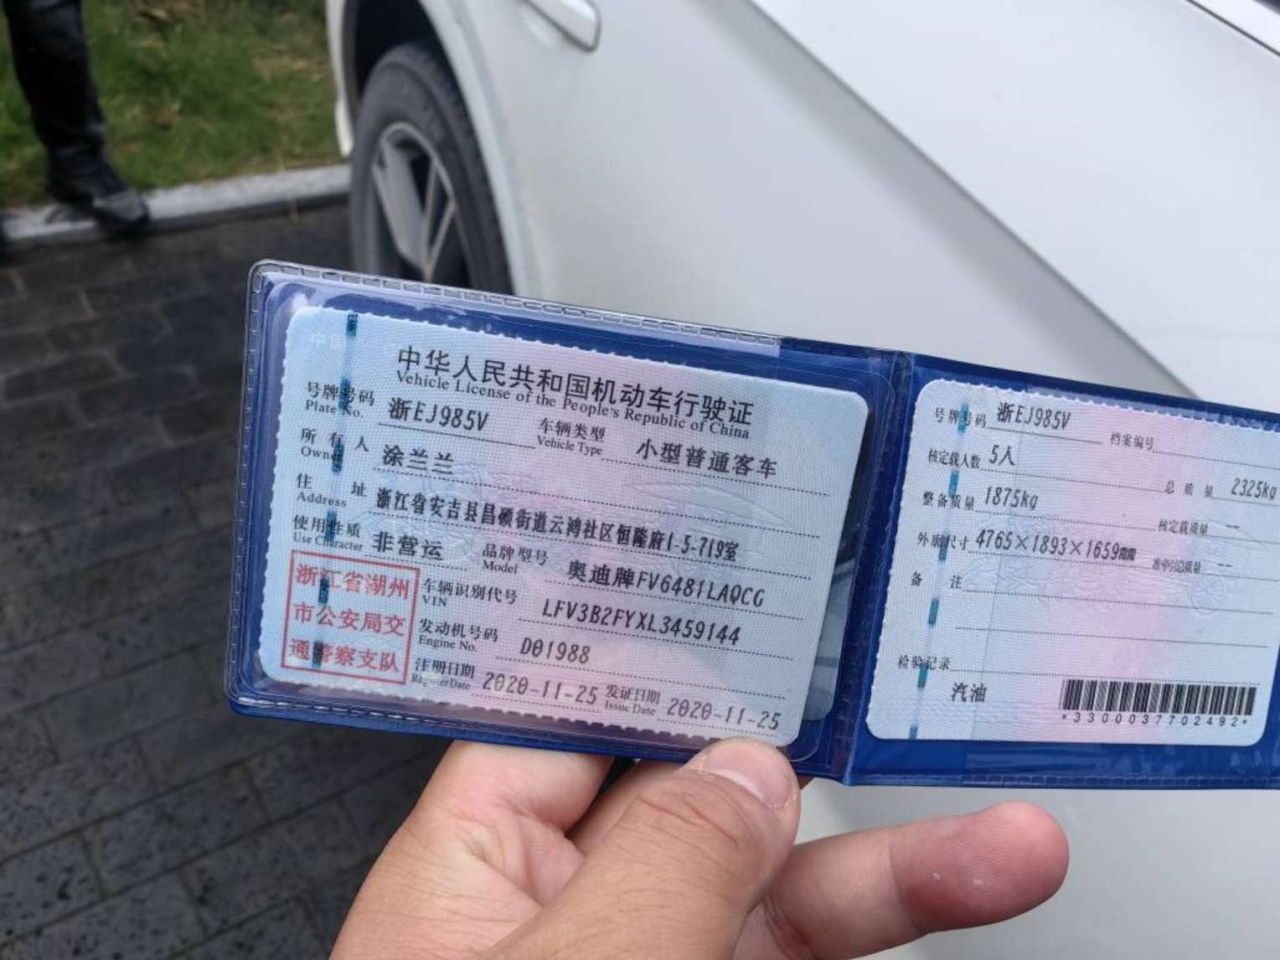 中华人民共和国机动车行驶证
Vehicle License of the People's Republic of China
号牌号码 浙EJ985V 车辆类型 小型普通客车
Plate No. Vehicle Type
所有人 涂兰兰
Owner
住址 浙江省安吉县昌硕街道云鸿社区恒隆府1-5-719室
Address
使用性质 非营运 品牌型号 奥迪牌FV6481LAQCG
Use Character Model
浙江省湖州
市公安局交
通警察支队
车辆识别代号 LFV3B2FYXL3459144
VIN
发动机号码 D01988
Engine No.
注册日期 2020-11-25 发证日期 2020-11-25
Register Date Issue Date
号牌号码 浙EJ985V 档案编号
核定载人数 5人 总质量 2325kg
整备质量 1875kg 核定载质量 --
外廓尺寸 4765×1893×1659mm 准牵引总质量 --
备注
检验记录
汽油
*3300037702492*